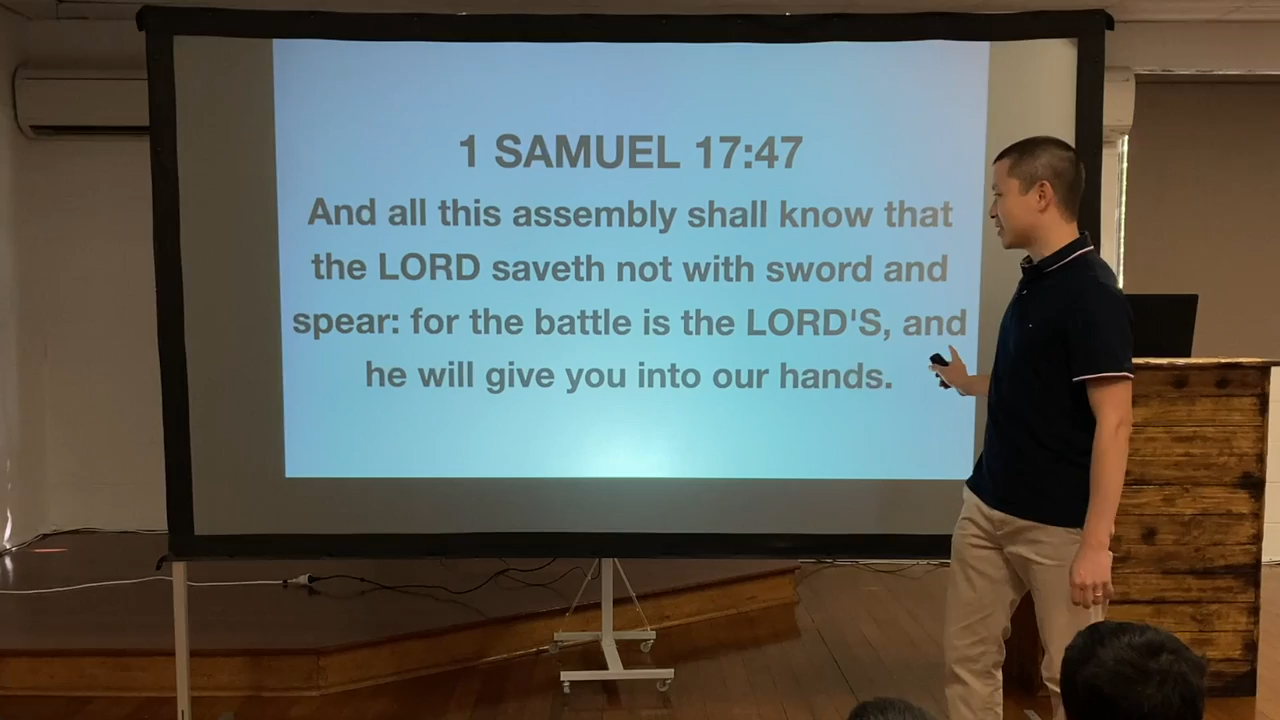 1 SAMUEL 17:47
And all this assembly shall know that
the LORD saveth not with sword and
spear: for the battle is the LORD'S, and
he will give you into our hands.